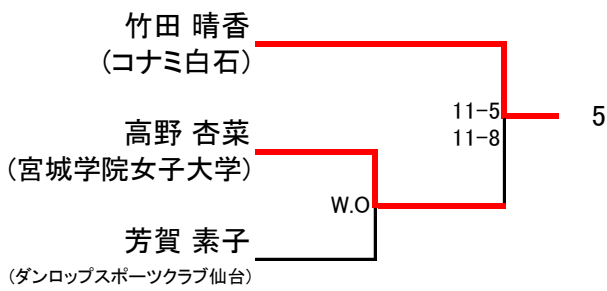 竹田 晴香
(コナミ白石)
高野 杏菜
(宮城学院女子大学)
芳賀 素子
(ダンロップスポーツクラブ仙台)
W.O
11-5
11-8
5